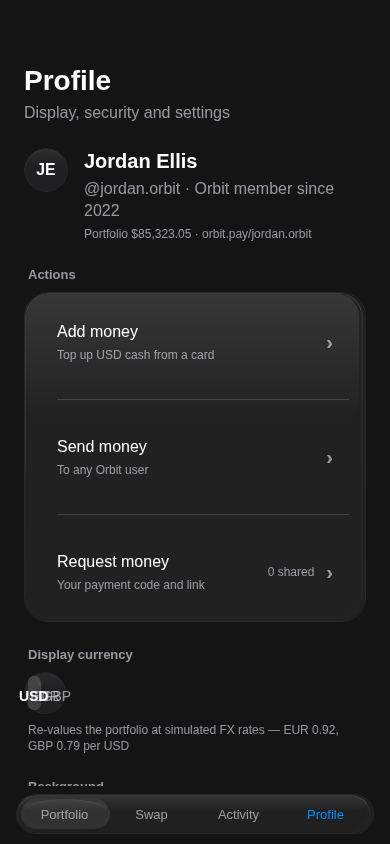 Profile
Display, security and settings
JE
Jordan Ellis
@jordan.orbit · Orbit member since
2022
Portfolio $85,323.05 · orbit.pay/jordan.orbit
Actions
Add money
Top up USD cash from a card
›
Send money
To any Orbit user
›
Request money
Your payment code and link
0 shared ›
Display currency
USD
Re-values the portfolio at simulated FX rates — EUR 0.92,
GBP 0.79 per USD
Background
Portfolio Swap Activity Profile